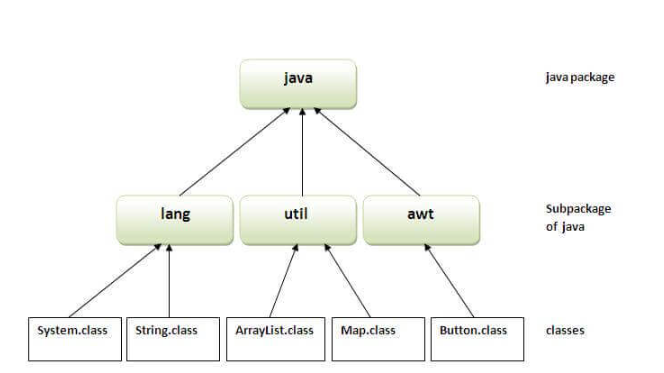 java
java package
lang
util
awt
Subpackage
of java
System.class
String.class
ArrayList.class
Map.class
Button.class
classes